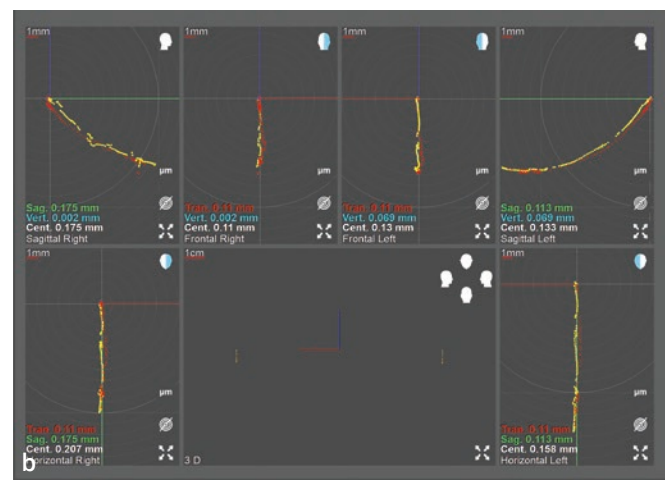 1mm
µm
Sag. 0.175 mm
Vert. 0.002 mm
Cent. 0.175 mm
Sagittal Right
1mm
µm
Tran. 0.11 mm
Vert. 0.002 mm
Cent. 0.11 mm
Frontal Right
1mm
µm
Tran. 0.11 mm
Vert. 0.069 mm
Cent. 0.13 mm
Frontal Left
1mm
µm
Sag. 0.113 mm
Vert. 0.069 mm
Cent. 0.133 mm
Sagittal Left
1mm
µm
Tran. 0.11 mm
Sag. 0.175 mm
Cent. 0.207 mm
Horizontal Right
1cm
3 D
1mm
µm
Tran. 0.11 mm
Sag. 0.113 mm
Cent. 0.158 mm
Horizontal Left
b